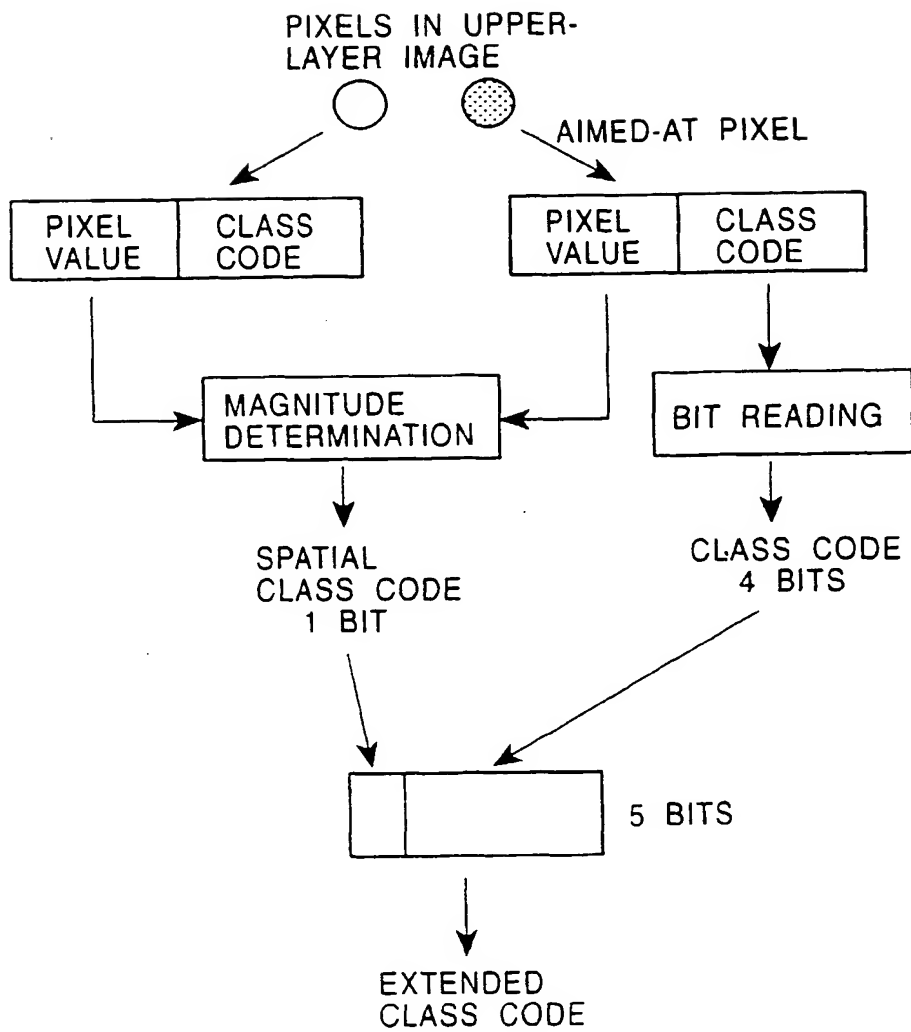 PIXELS IN UPPER-
LAYER IMAGE
AIMED-AT PIXEL
PIXEL
VALUE
CLASS
CODE
PIXEL
VALUE
CLASS
CODE
MAGNITUDE
DETERMINATION
BIT READING
SPATIAL
CLASS CODE
1 BIT
CLASS CODE
4 BITS
5 BITS
EXTENDED
CLASS CODE